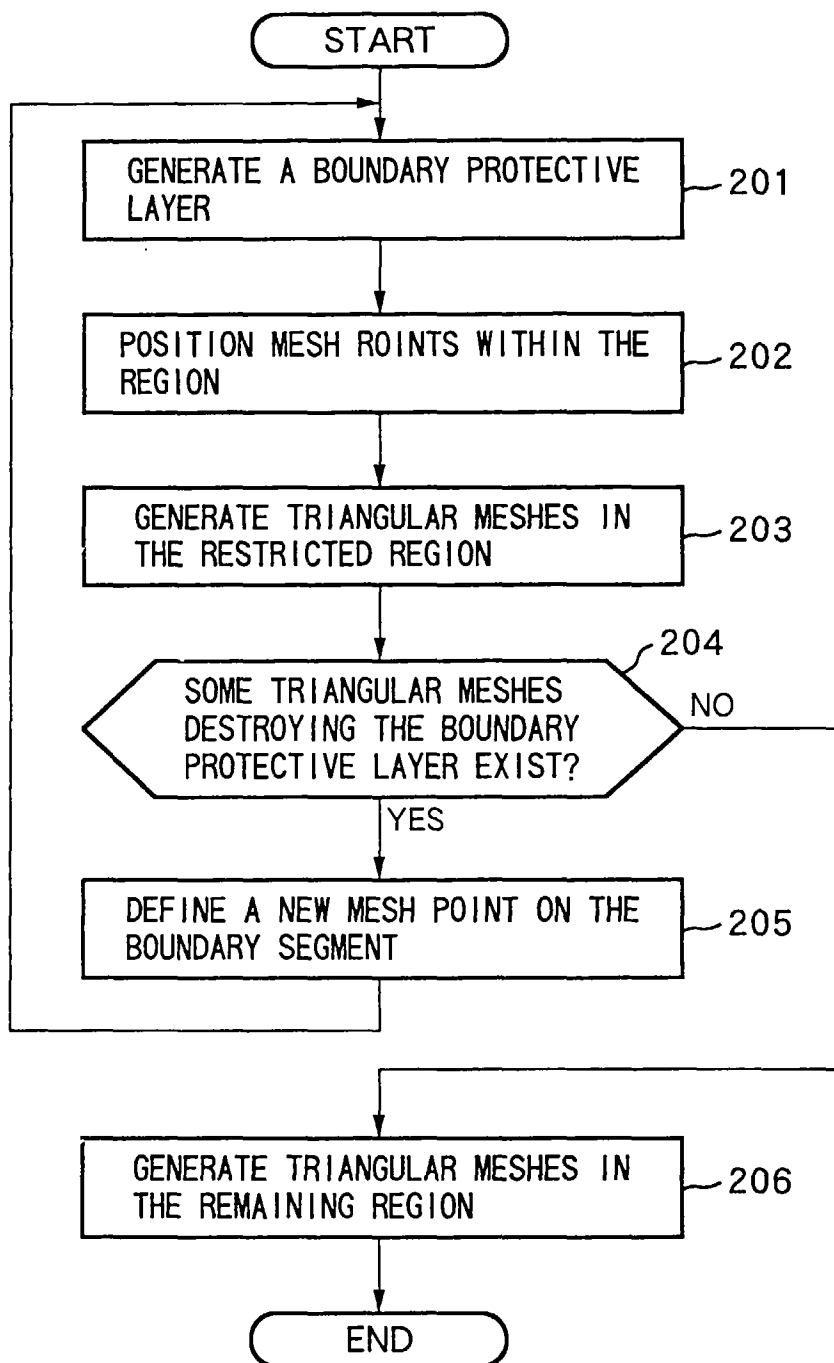 START
GENERATE A BOUNDARY PROTECTIVE
LAYER
201
POSITION MESH ROINTS WITHIN THE
REGION
202
GENERATE TRIANGULAR MESHES IN
THE RESTRICTED REGION
203
204
SOME TRIANGULAR MESHES
DESTROYING THE BOUNDARY
PROTECTIVE LAYER EXIST?
NO
YES
DEFINE A NEW MESH POINT ON THE
BOUNDARY SEGMENT
205
GENERATE TRIANGULAR MESHES IN
THE REMAINING REGION
206
END